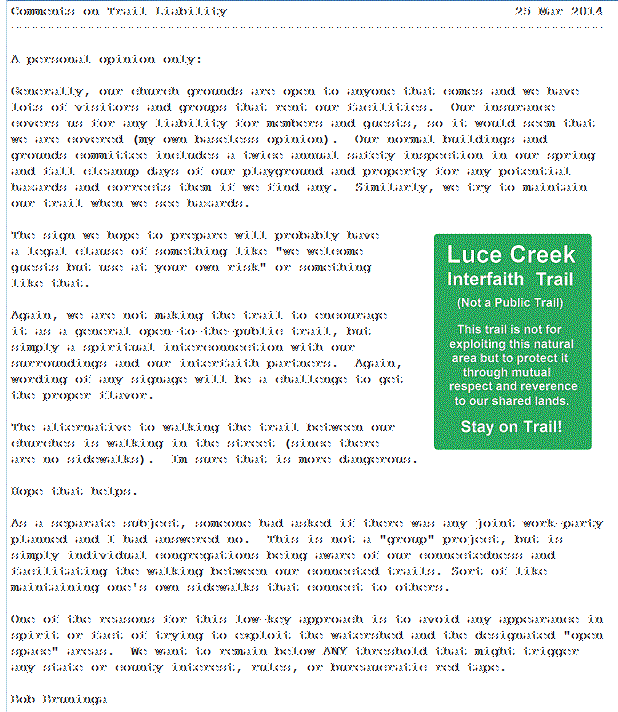 Comments on Trail Liability 25 Mar 2014
A personal opinion only:
Generally, our church grounds are open to anyone that comes and we have
lots of visitors and groups that rent our facilities. Our insurance
covers us for any liability for members and guests, so it would seem that
we are covered (my own baseless opinion). Our normal buildings and
grounds committee includes a twice annual safety inspection in our spring
and fall cleanup days of our playground and property for any potential
hazards and corrects them if we find any. Similarly, we try to maintain
our trail when we see hazards.
The sign we hope to prepare will probably have
a legal clause of something like "we welcome
guests but use at your own risk" or something
like that.
Again, we are not making the trail to encourage
it as a general open-to-the-public trail, but
simply a spiritual interconnection with our
surroundings and our interfaith partners. Again,
wording of any signage will be a challenge to get
the proper flavor.
The alternative to walking the trail between our
churches is walking in the street (since there
are no sidewalks). Im sure that is more dangerous.
Luce Creek
Interfaith Trail
(Not a Public Trail)
This trail is not for
exploiting this natural
area but to protect it
through mutual
respect and reverence
to our shared lands.
Stay on Trail!
Hope that helps.
As a separate subject, someone had asked if there was any joint work-party
planned and I had answered no. This is not a "group" project, but is
simply individual congregations being aware of our connectedness and
facilitating the walking between our connected trails. Sort of like
maintaining one's own sidewalks that connect to others.
One of the reasons for this low-key approach is to avoid any appearance in
spirit or fact of trying to exploit the watershed and the designated "open
space" areas. We want to remain below ANY threshold that might trigger
any state or county interest, rules, or bureaucratic red tape.
Bob Bruninga